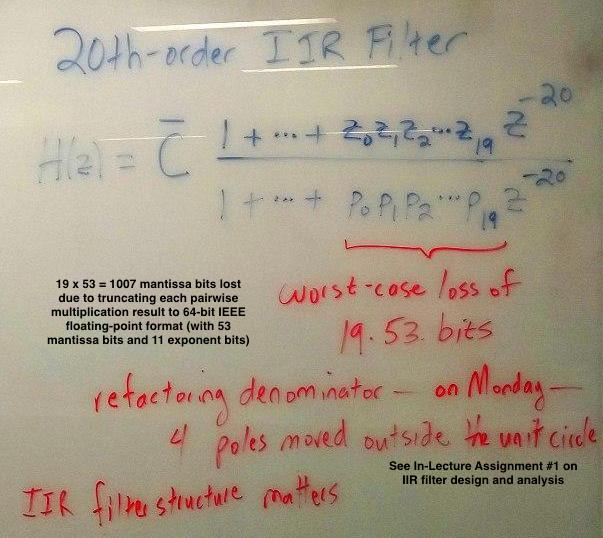 20th-order IIR Filter
H(z) = C̅ (1 + ... + z₀z₁z₂...z₁₉ z⁻²⁰) / (1 + ... + p₀p₁p₂...p₁₉ z⁻²⁰)
19 x 53 = 1007 mantissa bits lost
due to truncating each pairwise
multiplication result to 64-bit IEEE
floating-point format (with 53
mantissa bits and 11 exponent bits)
worst-case loss of
19.53 bits
refactoring denominator — on Monday —
4 poles moved outside the unit circle
See In-Lecture Assignment #1 on
IIR filter design and analysis
IIR filter structure matters